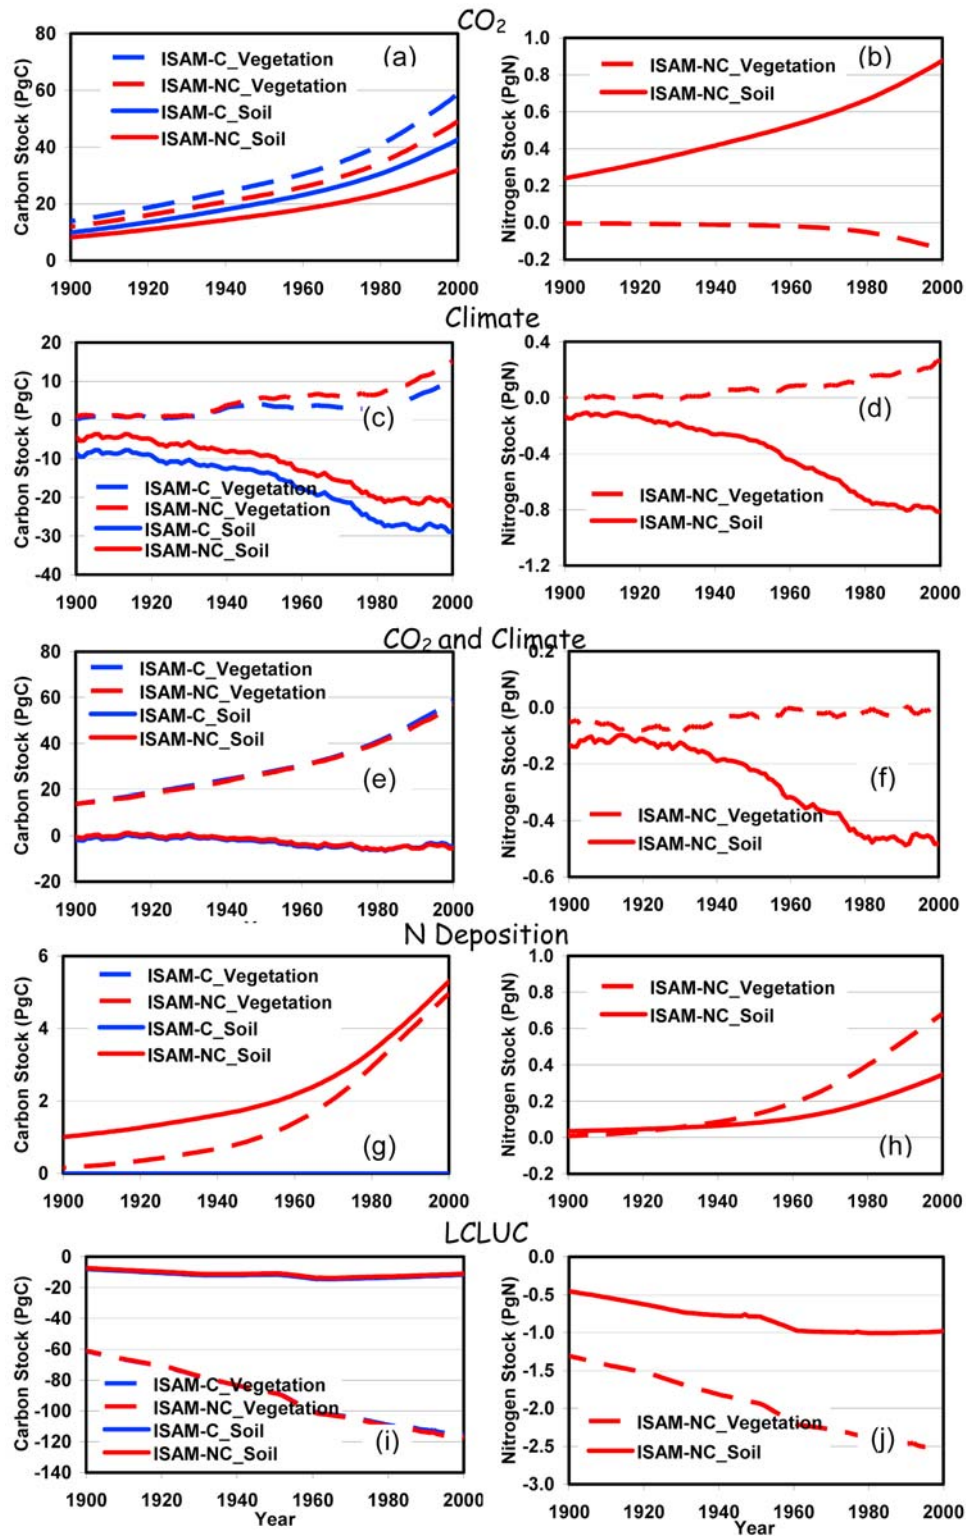 CO₂
80
60
40
20
0
Carbon Stock (PgC)
ISAM-C_Vegetation
ISAM-NC_Vegetation
ISAM-C_Soil
ISAM-NC_Soil
(a)
1900 1920 1940 1960 1980 2000
1.0
0.8
0.6
0.4
0.2
0.0
-0.2
Nitrogen Stock (PgN)
ISAM-NC_Vegetation
ISAM-NC_Soil
(b)
1900 1920 1940 1960 1980 2000
Climate
20
10
0
-10
-20
-30
-40
Carbon Stock (PgC)
(c)
ISAM-C_Vegetation
ISAM-NC_Vegetation
ISAM-C_Soil
ISAM-NC_Soil
1900 1920 1940 1960 1980 2000
0.4
0.0
-0.4
-0.8
-1.2
Nitrogen Stock (PgN)
(d)
ISAM-NC_Vegetation
ISAM-NC_Soil
1900 1920 1940 1960 1980 2000
CO₂ and Climate
80
60
40
20
0
-20
Carbon Stock (PgC)
ISAM-C_Vegetation
ISAM-NC_Vegetation
ISAM-C_Soil
ISAM-NC_Soil
(e)
1900 1920 1940 1960 1980 2000
0.2
0.0
-0.2
-0.4
-0.6
Nitrogen Stock (PgN)
(f)
ISAM-NC_Vegetation
ISAM-NC_Soil
1900 1920 1940 1960 1980 2000
N Deposition
6
4
2
0
Carbon Stock (PgC)
ISAM-C_Vegetation
ISAM-NC_Vegetation
ISAM-C_Soil
ISAM-NC_Soil
(g)
1900 1920 1940 1960 1980 2000
1.0
0.8
0.6
0.4
0.2
0.0
-0.2
Nitrogen Stock (PgN)
ISAM-NC_Vegetation
ISAM-NC_Soil
(h)
1900 1920 1940 1960 1980 2000
LCLUC
0
-20
-40
-60
-80
-100
-120
-140
Carbon Stock (PgC)
ISAM-C_Vegetation
ISAM-NC_Vegetation
ISAM-C_Soil
ISAM-NC_Soil
(i)
1900 1920 1940 1960 1980 2000
Year
0.0
-0.5
-1.0
-1.5
-2.0
-2.5
-3.0
Nitrogen Stock (PgN)
ISAM-NC_Vegetation
ISAM-NC_Soil
(j)
1900 1920 1940 1960 1980 2000
Year